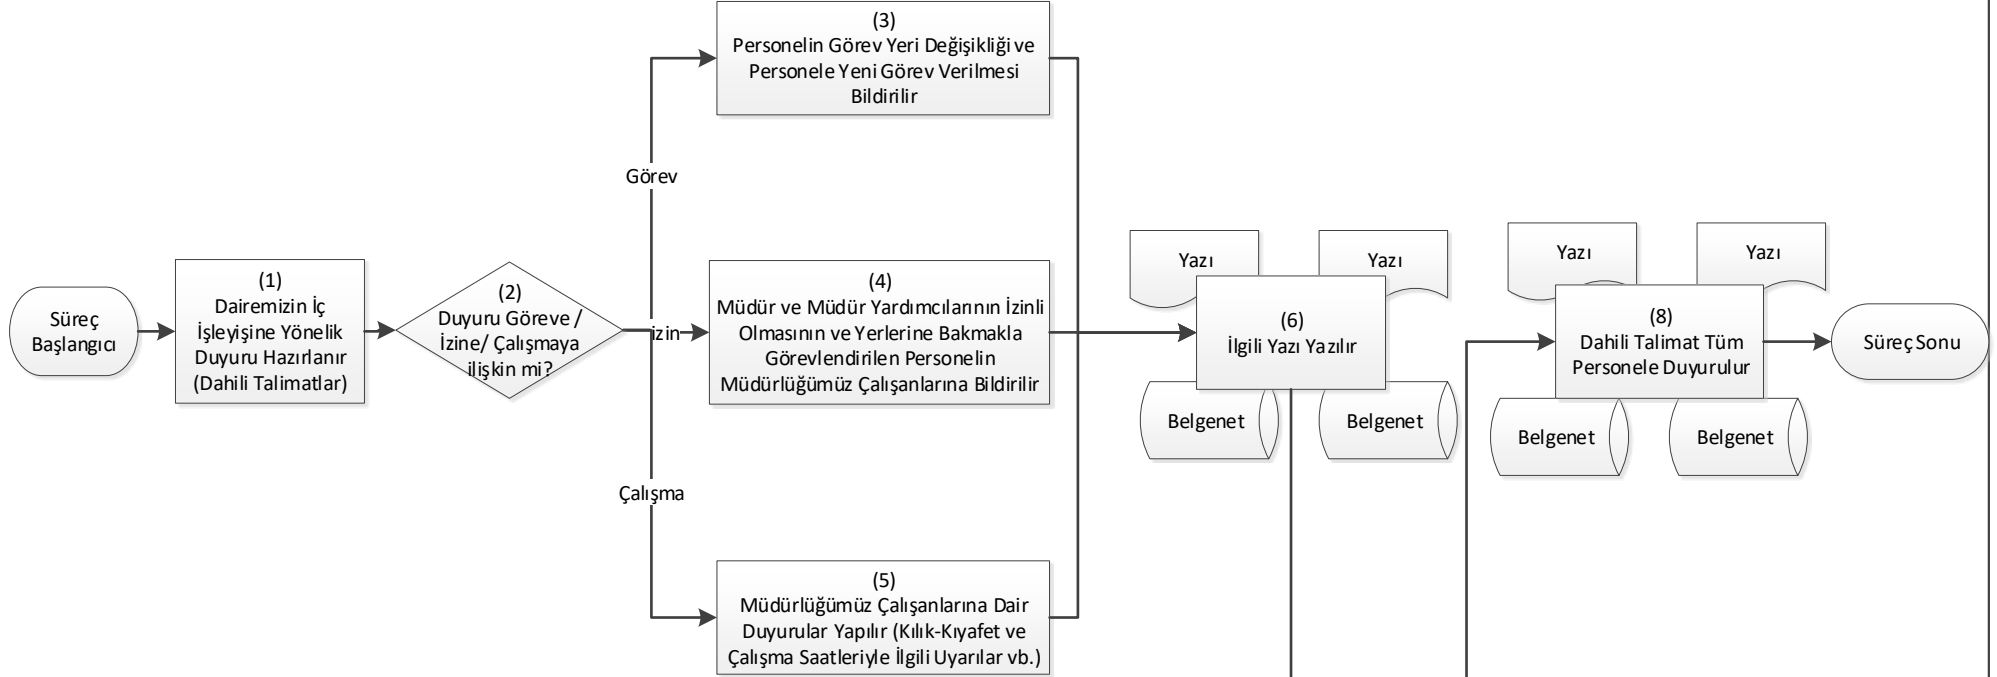 Süreç
Başlangıcı
(1)
Dairemizin İç
İşleyişine Yönelik
Duyuru Hazırlanır
(Dahili Talimatlar)
(2)
Duyuru Göreve /
İzine/ Çalışmaya
ilişkin mi?
Görev
izin
Çalışma
(3)
Personelin Görev Yeri Değişikliği ve
Personele Yeni Görev Verilmesi
Bildirilir
(4)
Müdür ve Müdür Yardımcılarının İzinli
Olmasının ve Yerlerine Bakmakla
Görevlendirilen Personelin
Müdürlüğümüz Çalışanlarına Bildirilir
(5)
Müdürlüğümüz Çalışanlarına Dair
Duyurular Yapılır (Kılık-Kıyafet ve
Çalışma Saatleriyle İlgili Uyarılar vb.)
Yazı
Yazı
(6)
İlgili Yazı Yazılır
Belgenet
Belgenet
Yazı
Yazı
(8)
Dahili Talimat Tüm
Personele Duyurulur
Belgenet
Belgenet
Süreç Sonu